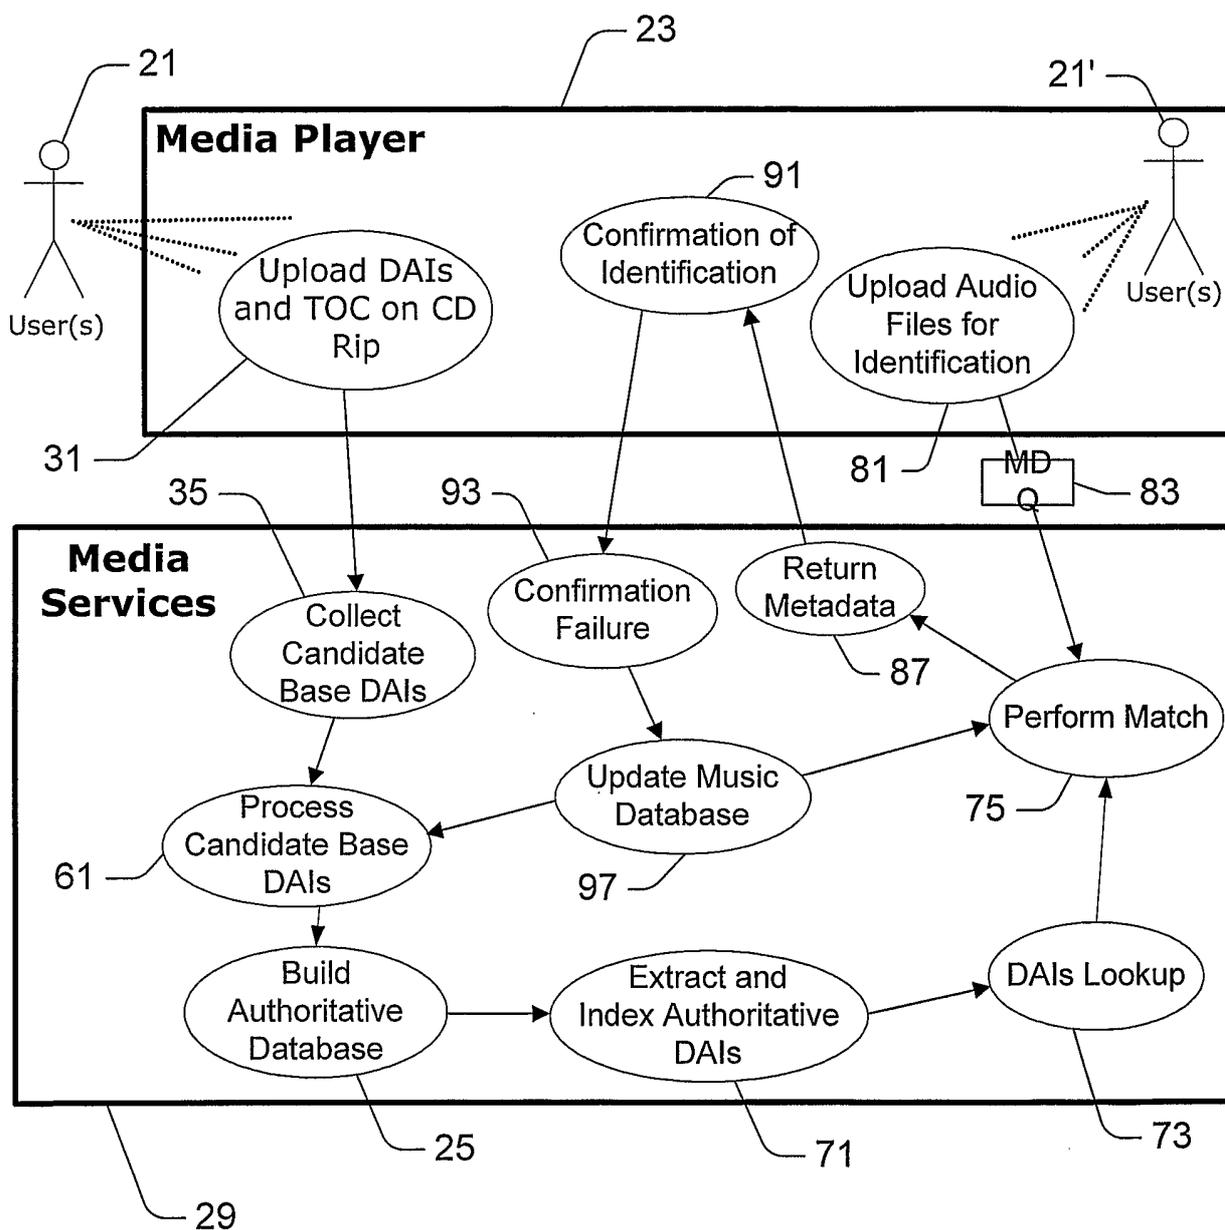 23
21
21'
Media Player
91
Confirmation of
Identification
Upload DAIs
and TOC on CD
Rip
Upload Audio
Files for
Identification
User(s)
User(s)
31
81
MD
Q
83
35
93
Media
Services
Return
Metadata
Confirmation
Failure
Collect
Candidate
Base DAIs
87
Perform Match
Update Music
Database
75
Process
Candidate Base
DAIs
61
97
Build
Authoritative
Database
Extract and
Index Authoritative
DAIs
DAIs Lookup
25
71
73
29